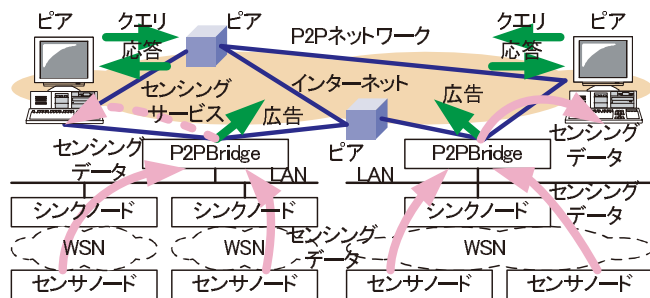 ピア
クエリ
応答
ピア
P2Pネットワーク
クエリ
応答
ピア
センシング
サービス
インターネット
広告
広告
センシング
データ
センシング
データ
P2PBridge
ピア
P2PBridge
LAN
LAN
センシング
データ
シンクノード
シンクノード
シンクノード
WSN
WSN
センシング
データ
WSN
センサノード
センサノード
センサノード
センサノード